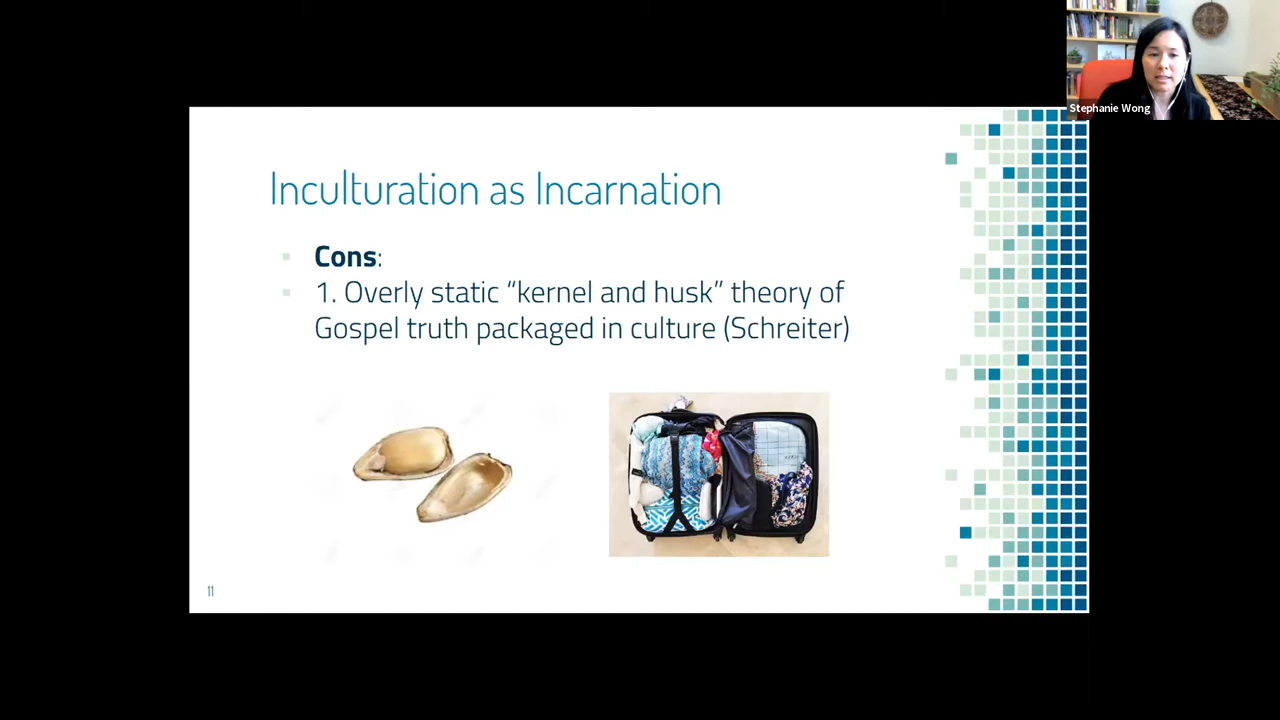 Stephanie Wong
Inculturation as Incarnation
Cons:
1. Overly static “kernel and husk” theory of
Gospel truth packaged in culture (Schreiter)
11